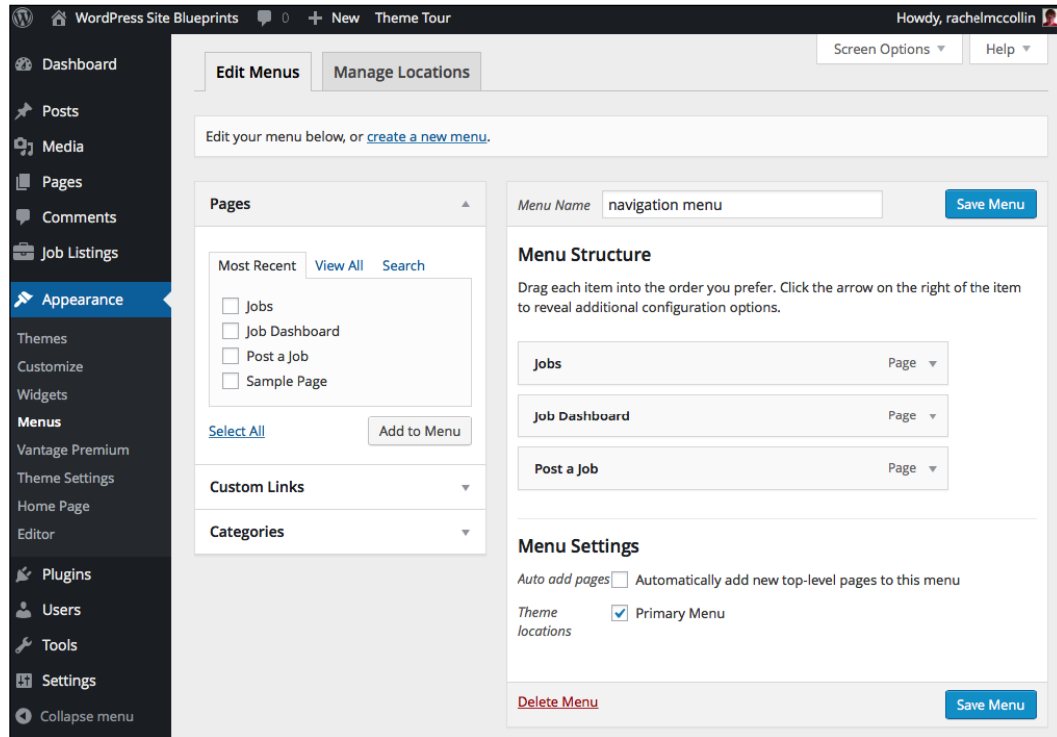 WordPress Site Blueprints 0 + New Theme Tour Howdy, rachelmccollin
Dashboard
Posts
Media
Pages
Comments
Job Listings
Appearance
Themes
Customize
Widgets
Menus
Vantage Premium
Theme Settings
Home Page
Editor
Plugins
Users
Tools
Settings
Collapse menu
Screen Options Help
Edit Menus Manage Locations
Edit your menu below, or create a new menu.
Pages
Most Recent View All Search
Jobs
Job Dashboard
Post a Job
Sample Page
Select All Add to Menu
Custom Links
Categories
Menu Name navigation menu Save Menu
Menu Structure
Drag each item into the order you prefer. Click the arrow on the right of the item
to reveal additional configuration options.
Jobs Page
Job Dashboard Page
Post a Job Page
Menu Settings
Auto add pages Automatically add new top-level pages to this menu
Theme Primary Menu
locations
Delete Menu Save Menu